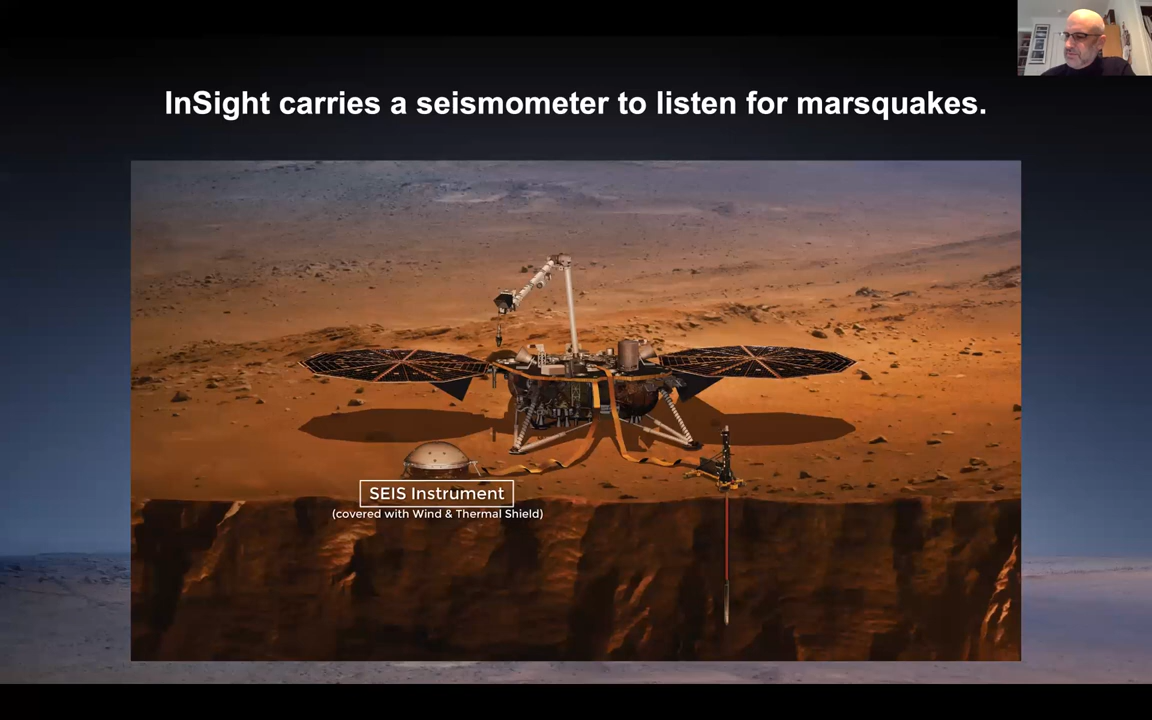 InSight carries a seismometer to listen for marsquakes.
SEIS Instrument
(covered with Wind & Thermal Shield)